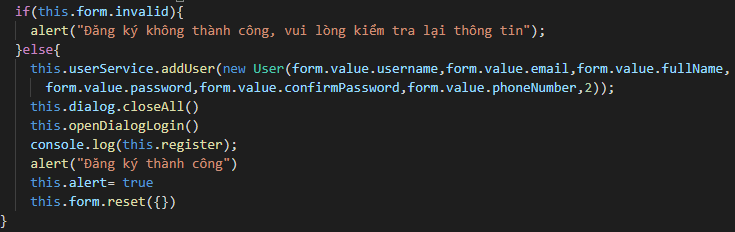 if(this.form.invalid){
alert("Đăng ký không thành công, vui lòng kiểm tra lại thông tin");
}else{
this.userService.addUser(new User(form.value.username,form.value.email,form.value.fullName,
form.value.password,form.value.confirmPassword,form.value.phoneNumber,2));
this.dialog.closeAll()
this.openDialogLogin()
console.log(this.register);
alert("Đăng ký thành công")
this.alert= true
this.form.reset({})
}